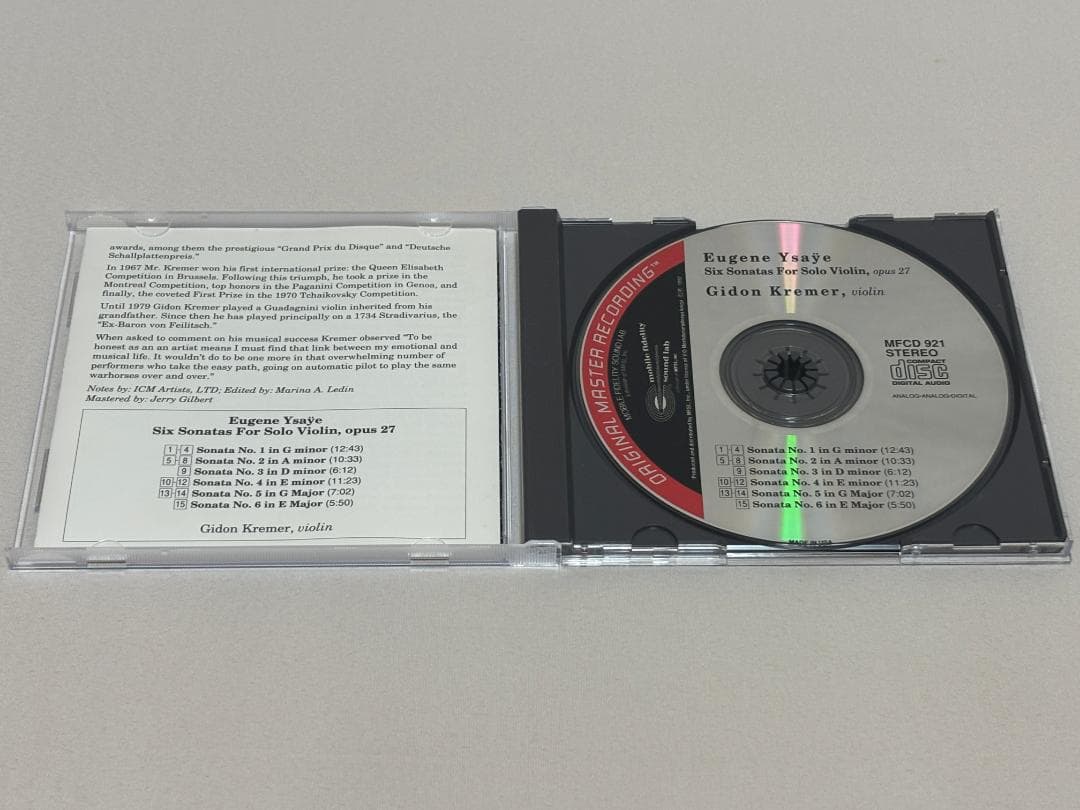 awards, among them the prestigious "Grand Prix du Disque" and "Deutsche
Schallplattenpreis."
In 1967 Mr. Kremer won his first international prize: the Queen Elisabeth
Competition in Brussels. Following this triumph, he took a prize in the
Montreal Competition, top honors in the Paganini Competition in Genoa, and
finally, the coveted First Prize in the 1970 Tchaikovsky Competition.
Until 1979 Gidon Kremer played a Guadagnini violin inherited from his
grandfather. Since then he has played principally on a 1734 Stradivarius, the
"Ex-Baron von Feilitsch."
When asked to comment on his musical success Kremer observed "To be
honest as an an artist means I must find that link between my emotional and
musical life. It wouldn't do to be one more in that overwhelming number of
performers who take the easy path, going on automatic pilot to play the same
warhorses over and over."
Notes by: ICM Artists, LTD; Edited by: Marina A. Ledin
Mastered by: Jerry Gilbert
Eugene Ysaÿe
Six Sonatas For Solo Violin, opus 27
1-4 Sonata No. 1 in G minor (12:43)
5-8 Sonata No. 2 in A minor (10:33)
9 Sonata No. 3 in D minor (6:12)
10-12 Sonata No. 4 in E minor (11:23)
13-14 Sonata No. 5 in G Major (7:02)
15 Sonata No. 6 in E Major (5:50)
Gidon Kremer, violin
ORIGINAL MASTER RECORDING™
MOBILE FIDELITY SOUND LAB
mobile fidelity
sound lab
Eugene Ysaÿe
Six Sonatas For Solo Violin, opus 27
Gidon Kremer, violin
MFCD 921
STEREO
COMPACT
disc
DIGITAL AUDIO
ANALOG•ANALOG•DIGITAL
1-4 Sonata No. 1 in G minor (12:43)
5-8 Sonata No. 2 in A minor (10:33)
9 Sonata No. 3 in D minor (6:12)
10-12 Sonata No. 4 in E minor (11:23)
13-14 Sonata No. 5 in G Major (7:02)
15 Sonata No. 6 in E Major (5:50)
MADE IN USA